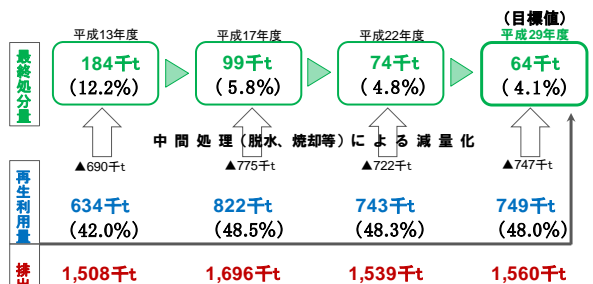 (目標値)
平成13年度 平成17年度 平成22年度 平成29年度
最終処分量
184千t 99千t 74千t 64千t
(12.2%) (5.8%) (4.8%) (4.1%)
中間処理(脱水、焼却等)による減量化
▲690千t ▲775千t ▲722千t ▲747千t
再生利用量
634千t 822千t 743千t 749千t
(42.0%) (48.5%) (48.3%) (48.0%)
排
1,508千t 1,696千t 1,539千t 1,560千t